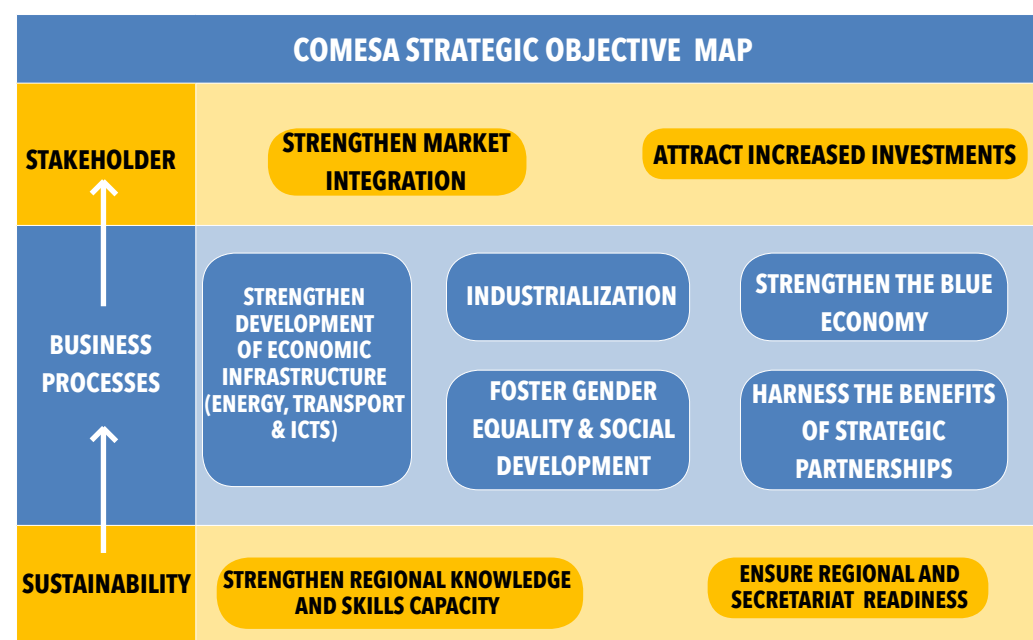 COMESA STRATEGIC OBJECTIVE MAP
STAKEHOLDER
STRENGTHEN MARKET
INTEGRATION
ATTRACT INCREASED INVESTMENTS
BUSINESS
PROCESSES
STRENGTHEN
DEVELOPMENT
OF ECONOMIC
INFRASTRUCTURE
(ENERGY, TRANSPORT
& ICTS)
INDUSTRIALIZATION
STRENGTHEN THE BLUE
ECONOMY
FOSTER GENDER
EQUALITY & SOCIAL
DEVELOPMENT
HARNESS THE BENEFITS
OF STRATEGIC
PARTNERSHIPS
SUSTAINABILITY
STRENGTHEN REGIONAL KNOWLEDGE
AND SKILLS CAPACITY
ENSURE REGIONAL AND
SECRETARIAT READINESS